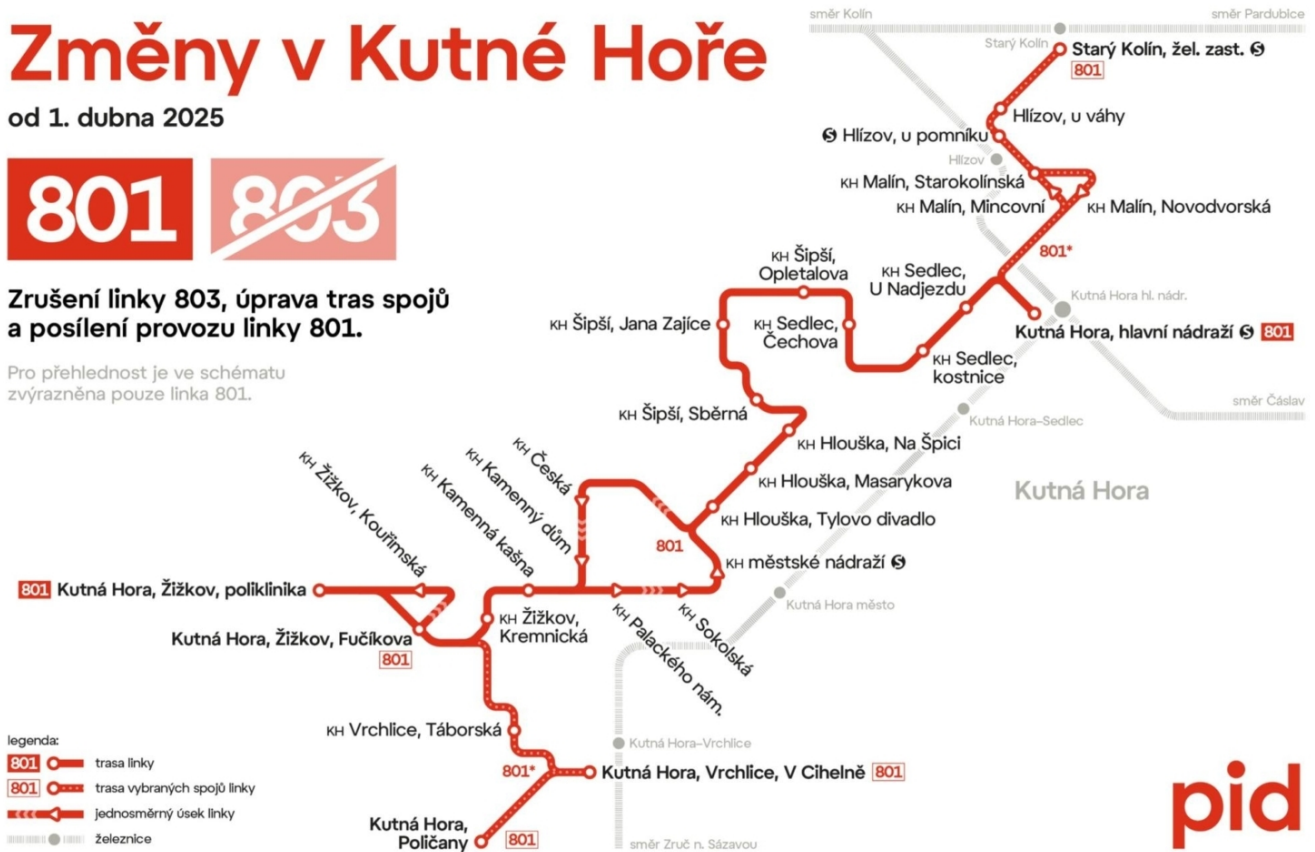 Změny v Kutné Hoře
od 1. dubna 2025
801
803
Zrušení linky 803, úprava tras spojů
a posílení provozu linky 801.
Pro přehlednost je ve schématu
zvýrazněna pouze linka 801.
směr Kolín
směr Pardubice
Starý Kolín
Starý Kolín, žel. zast. S
801
Hlízov, u váhy
S Hlízov, u pomníku
Hlízov
KH Malín, Starokolínská
KH Malín, Mincovní
KH Malín, Novodvorská
801*
KH Šipší,
Opletalova
KH Sedlec,
U Nadjezdu
Kutná Hora hl. nádr.
KH Šipší, Jana Zajíce
KH Sedlec,
Čechova
Kutná Hora, hlavní nádraží S 801
KH Sedlec,
kostnice
směr Čáslav
KH Šipší, Sběrná
Kutná Hora–Sedlec
KH Hlouška, Na Špici
KH Hlouška, Masarykova
Kutná Hora
KH Hlouška, Tylovo divadlo
KH Žižkov, Kouřimská
KH Kamenná kašna
KH Kamenný dům
KH Česká
801
KH městské nádraží S
801 Kutná Hora, Žižkov, poliklinika
Kutná Hora město
Kutná Hora, Žižkov, Fučíkova
801
KH Žižkov,
Kremnická
KH Palackého nám.
KH Sokolská
KH Vrchlice, Táborská
Kutná Hora–Vrchlice
801*
Kutná Hora, Vrchlice, V Cihelně 801
Kutná Hora,
Poličany
801
směr Zruč n. Sázavou
legenda:
801 trasa linky
801 trasa vybraných spojů linky
jednosměrný úsek linky
železnice
pid